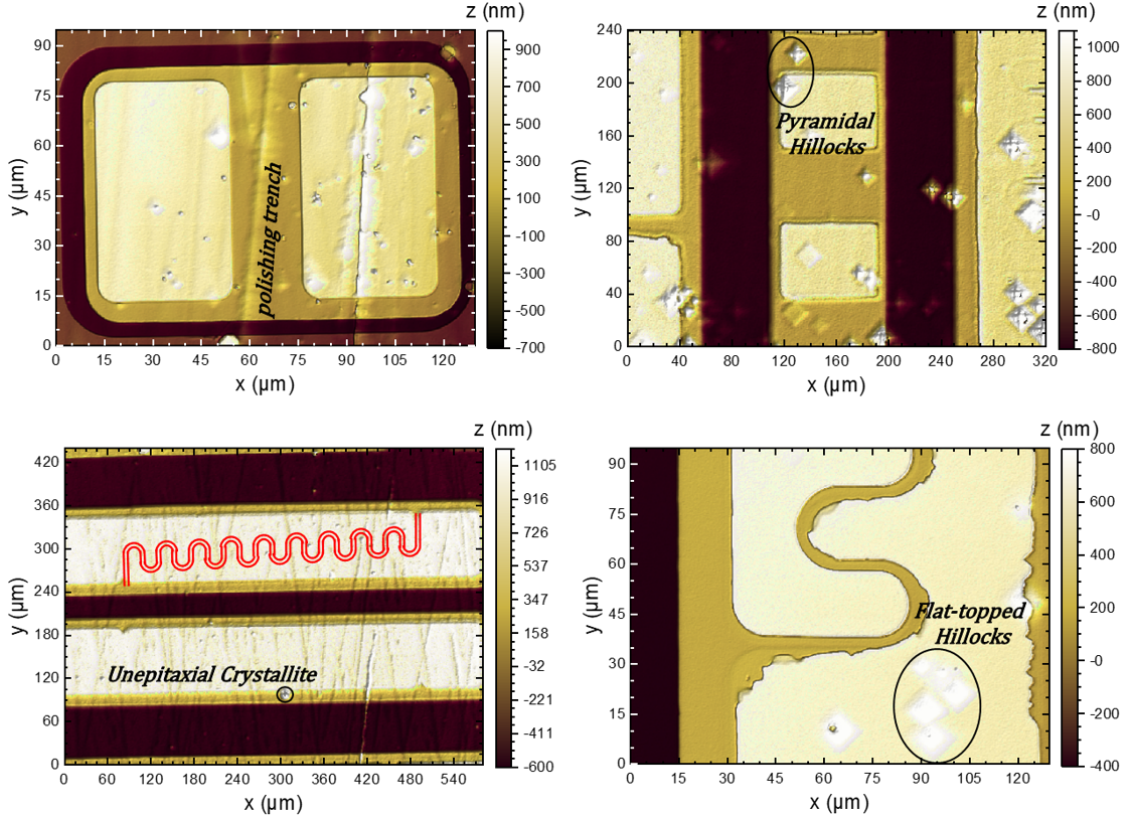 z (nm)
90
75
60
45
30
15
0
y (µm)
polishing trench
0 15 30 45 60 75 90 105 120
x (µm)
900
700
500
300
100
-100
-300
-500
-700
z (nm)
240
200
160
120
80
40
0
y (µm)
Pyramidal
Hillocks
0 40 80 120 160 200 240 280 320
x (µm)
1000
800
600
400
200
-0
-200
-400
-600
-800
z (nm)
420
360
300
240
180
120
60
0
y (µm)
Unepitaxial Crystallite
0 60 120 180 240 300 360 420 480 540
x (µm)
1105
916
726
537
347
158
-32
-221
-411
-600
z (nm)
90
75
60
45
30
15
0
y (µm)
Flat-topped
Hillocks
0 15 30 45 60 75 90 105 120
x (µm)
800
600
400
200
-0
-200
-400